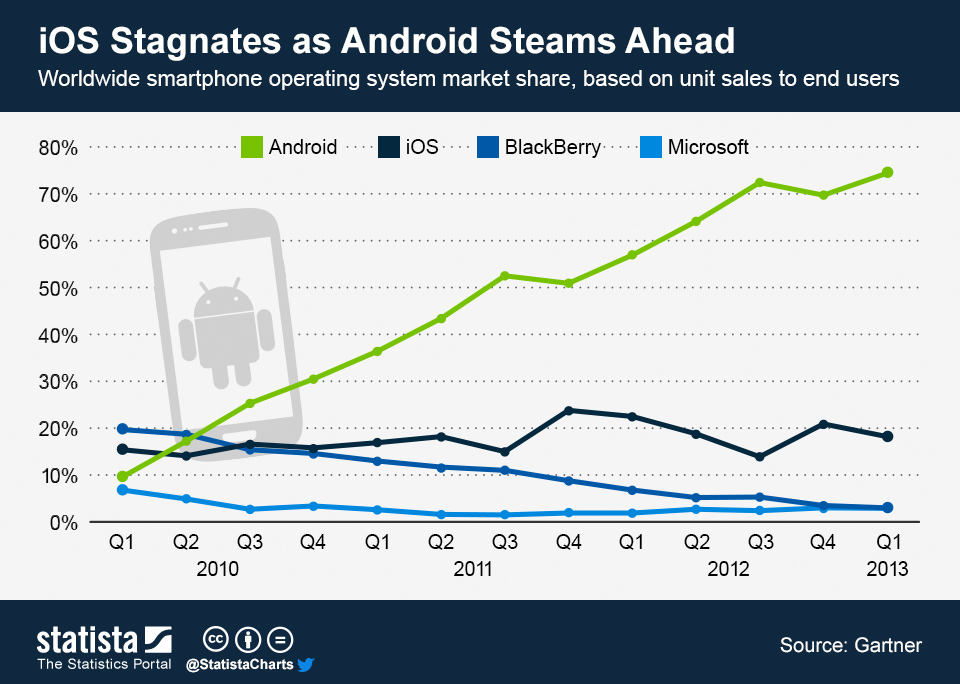 iOS Stagnates as Android Steams Ahead
Worldwide smartphone operating system market share, based on unit sales to end users
Android iOS BlackBerry Microsoft
80%
70%
60%
50%
40%
30%
20%
10%
0%
Q1 Q2 Q3 Q4 Q1 Q2 Q3 Q4 Q1 Q2 Q3 Q4 Q1
2010 2011 2012 2013
statista
The Statistics Portal
cc
@StatistaCharts
Source: Gartner